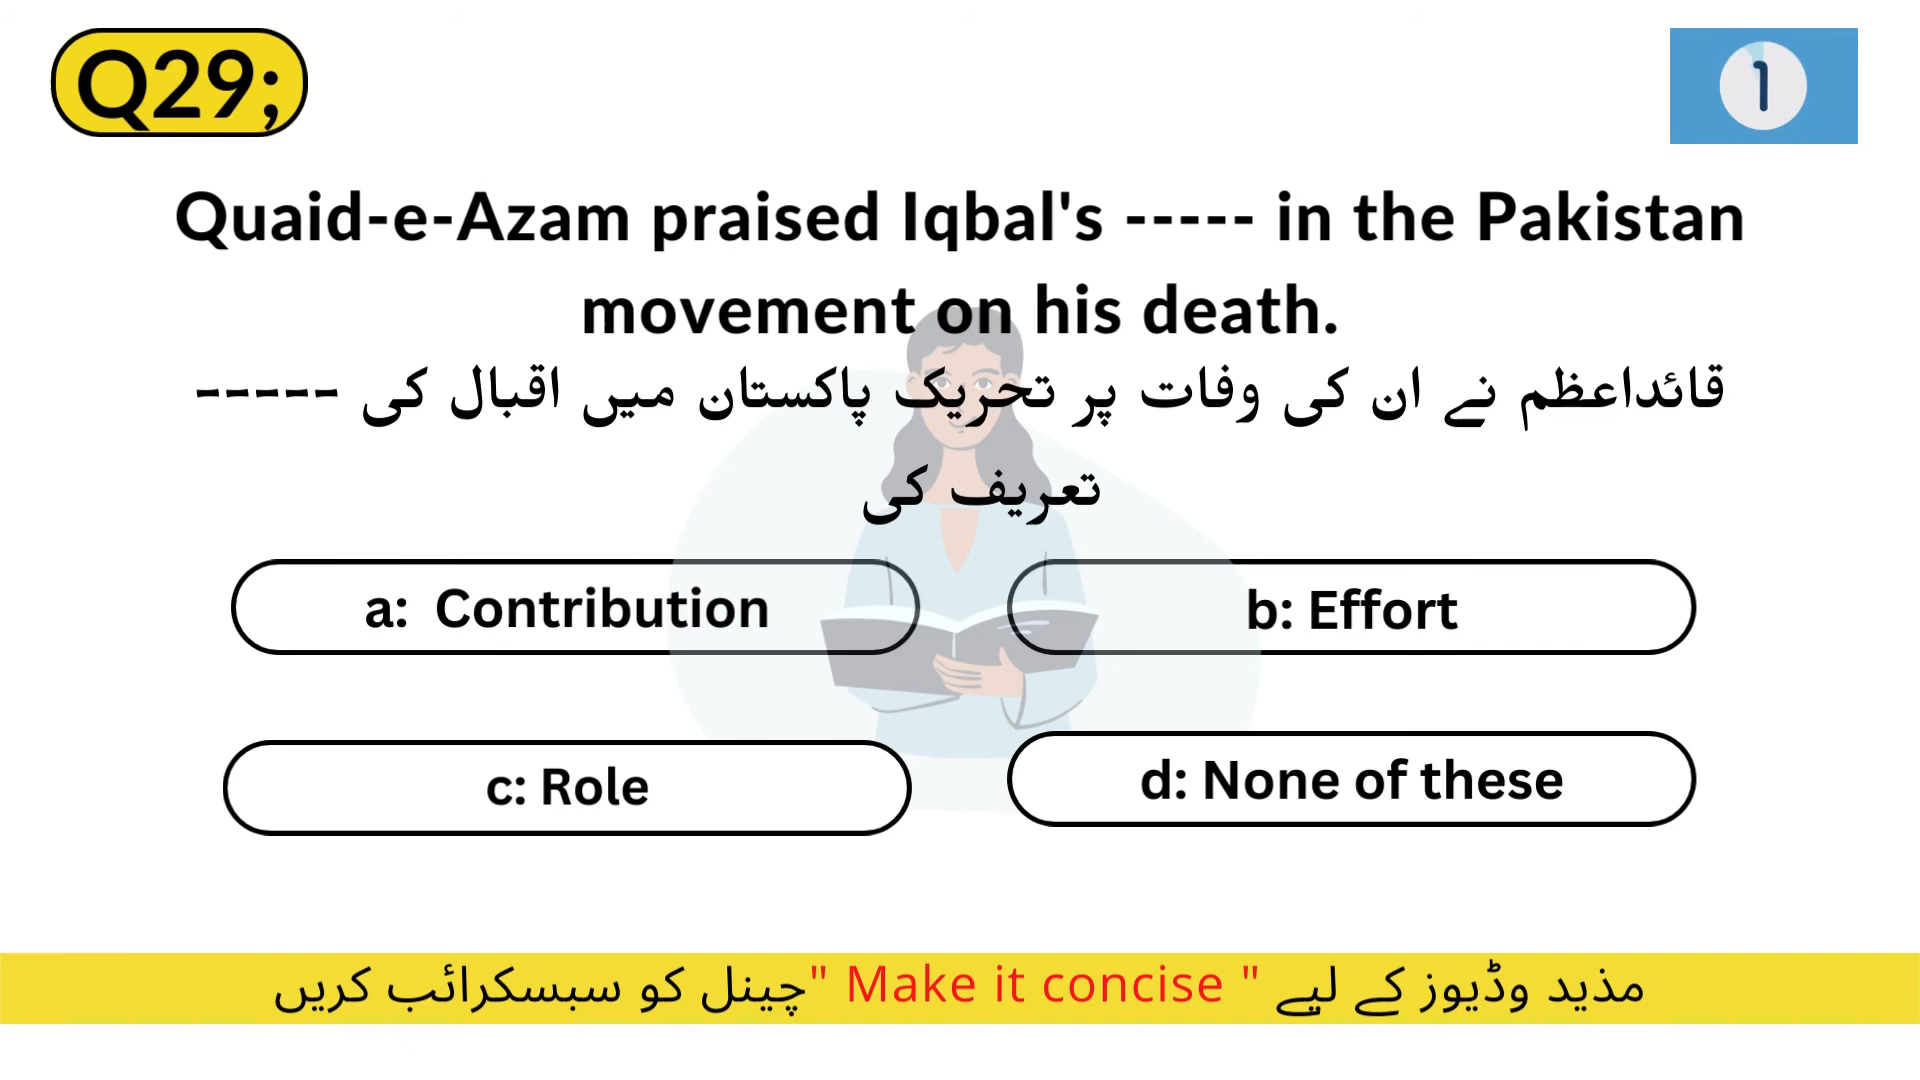 Q29;
1
Quaid-e-Azam praised Iqbal's ----- in the Pakistan
movement on his death.
قائداعظم نے ان کی وفات پر تحریک پاکستان میں اقبال کی -----
تعریف کی
a: Contribution
b: Effort
c: Role
d: None of these
مذید وڈیوز کے لیے " Make it concise "چینل کو سبسکرائب کریں